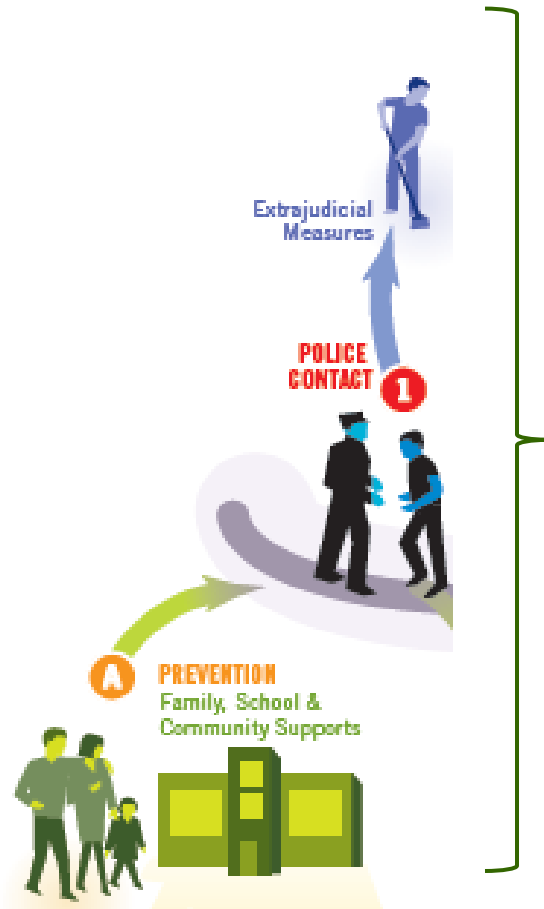 Extrajudicial
Measures
POLICE
CONTACT
1
A
PREVENTION
Family, School &
Community Supports